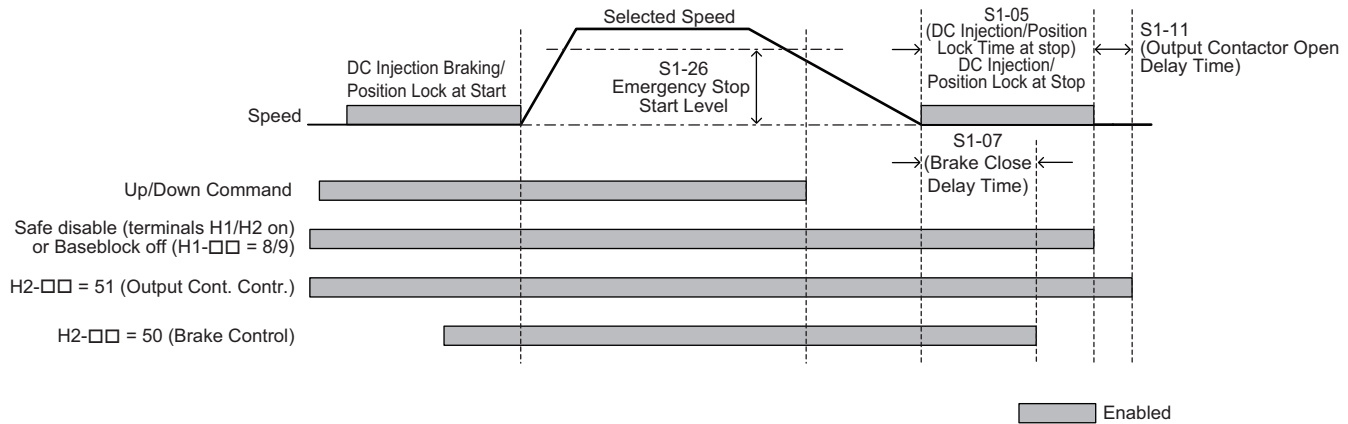 Selected Speed
S1-05
(DC Injection/Position
Lock Time at stop)
DC Injection/
Position Lock at Stop
S1-11
(Output Contactor Open
Delay Time)
DC Injection Braking/
Position Lock at Start
S1-26
Emergency Stop
Start Level
Speed
S1-07
(Brake Close
Delay Time)
Up/Down Command
Safe disable (terminals H1/H2 on)
or Baseblock off (H1-□□ = 8/9)
H2-□□ = 51 (Output Cont. Contr.)
H2-□□ = 50 (Brake Control)
Enabled